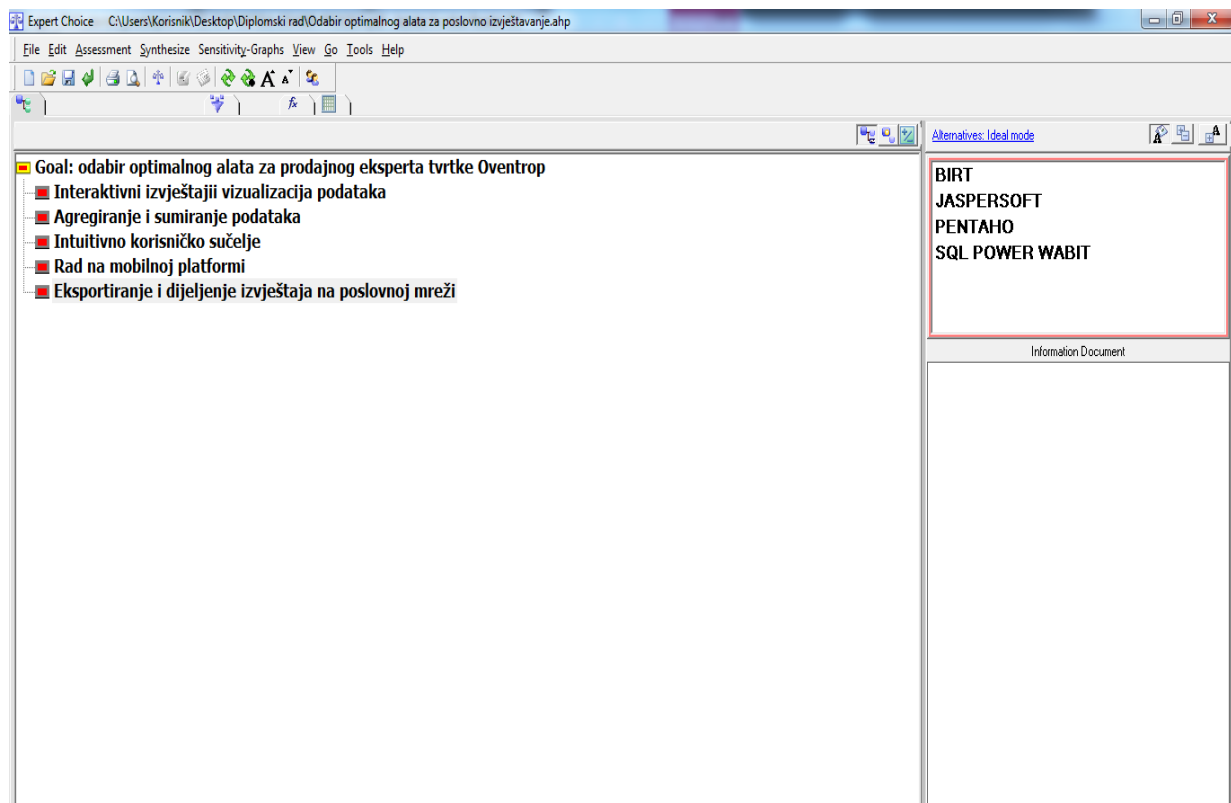 Expert Choice C:\Users\Korisnik\Desktop\Diplomski rad\Odabir optimalnog alata za poslovno izvještavanje.ahp
File Edit Assessment Synthesize Sensitivity-Graphs View Go Tools Help
Alternatives: Ideal mode
Goal: odabir optimalnog alata za prodajnog eksperta tvrtke Oventrop
Interaktivni izvještajii vizualizacija podataka
Agregiranje i sumiranje podataka
Intuitivno korisničko sučelje
Rad na mobilnoj platformi
Eksportiranje i dijeljenje izvještaja na poslovnoj mreži
BIRT
JASPERSOFT
PENTAHO
SQL POWER WABIT
Information Document